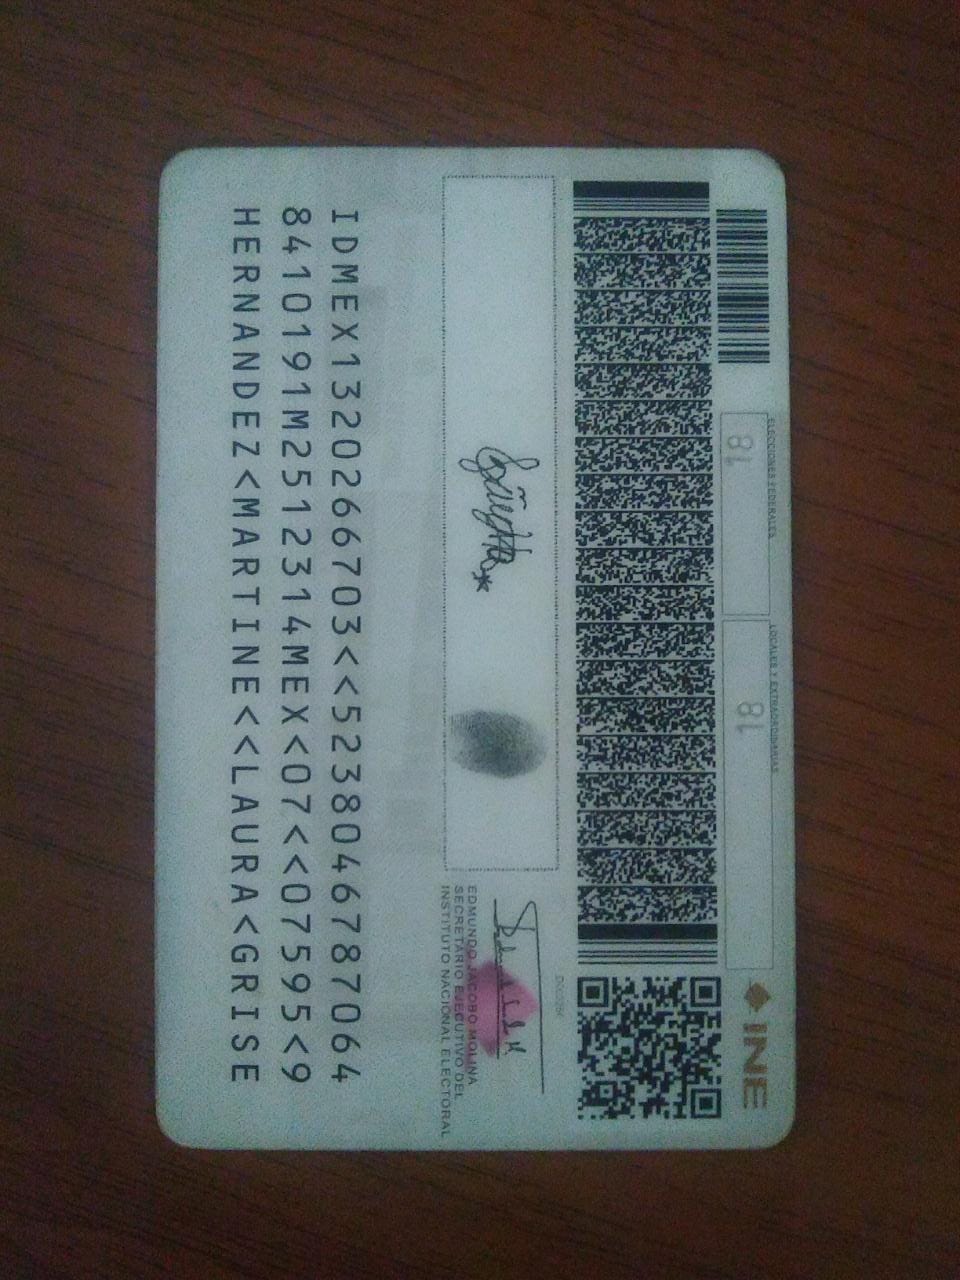 ELECCIONES FEDERALES
LOCALES Y EXTRAORDINARIAS
18
18
INE
EDMUNDO JACOBO MOLINA
SECRETARIO EJECUTIVO DEL
INSTITUTO NACIONAL ELECTORAL
IDMEX1320266703<<5238046787064
8410191M2512314MEX<07<<07595<9
HERNANDEZ<MARTINE<<LAURA<GRISE